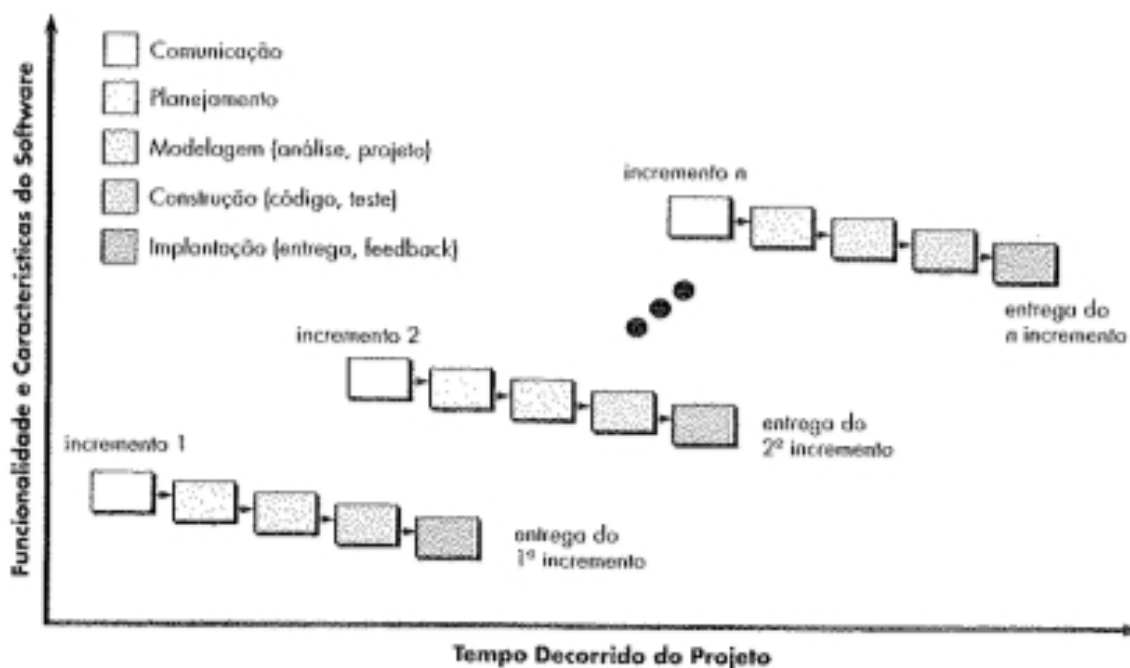 Funcionalidade e Características do Software
Comunicação
Planejamento
Modelagem (análise, projeto)
Construção (código, teste)
Implantação (entrega, feedback)
incremento n
entrega do
n incremento
incremento 2
entrega do
2º incremento
incremento 1
entrega do
1º incremento
Tempo Decorrido do Projeto